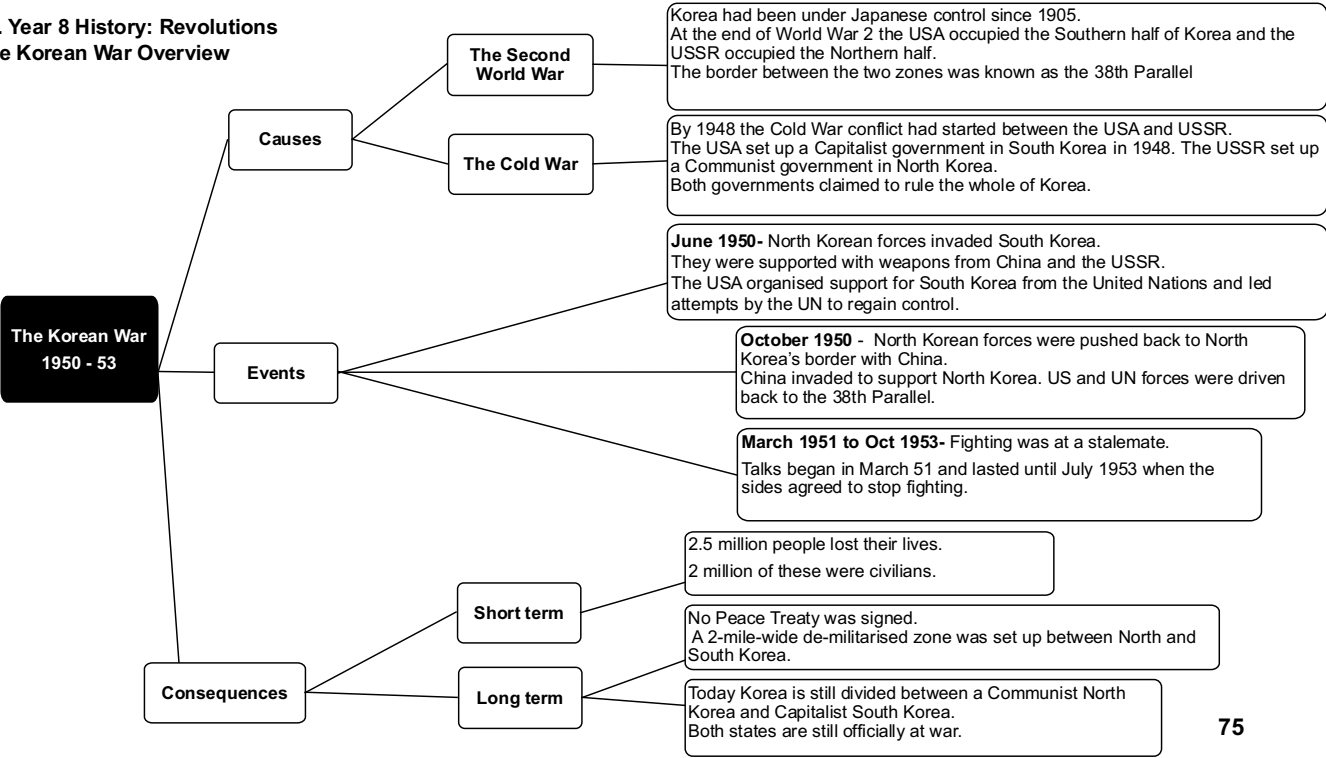 . Year 8 History: Revolutions
e Korean War Overview
The Korean War
1950 - 53
Causes
The Second
World War
Korea had been under Japanese control since 1905.
At the end of World War 2 the USA occupied the Southern half of Korea and the
USSR occupied the Northern half.
The border between the two zones was known as the 38th Parallel
The Cold War
By 1948 the Cold War conflict had started between the USA and USSR.
The USA set up a Capitalist government in South Korea in 1948. The USSR set up
a Communist government in North Korea.
Both governments claimed to rule the whole of Korea.
Events
June 1950- North Korean forces invaded South Korea.
They were supported with weapons from China and the USSR.
The USA organised support for South Korea from the United Nations and led
attempts by the UN to regain control.
October 1950 - North Korean forces were pushed back to North
Korea's border with China.
China invaded to support North Korea. US and UN forces were driven
back to the 38th Parallel.
March 1951 to Oct 1953- Fighting was at a stalemate.
Talks began in March 51 and lasted until July 1953 when the
sides agreed to stop fighting.
Consequences
Short term
2.5 million people lost their lives.
2 million of these were civilians.
Long term
No Peace Treaty was signed.
A 2-mile-wide de-militarised zone was set up between North and
South Korea.
Today Korea is still divided between a Communist North
Korea and Capitalist South Korea.
Both states are still officially at war.
75